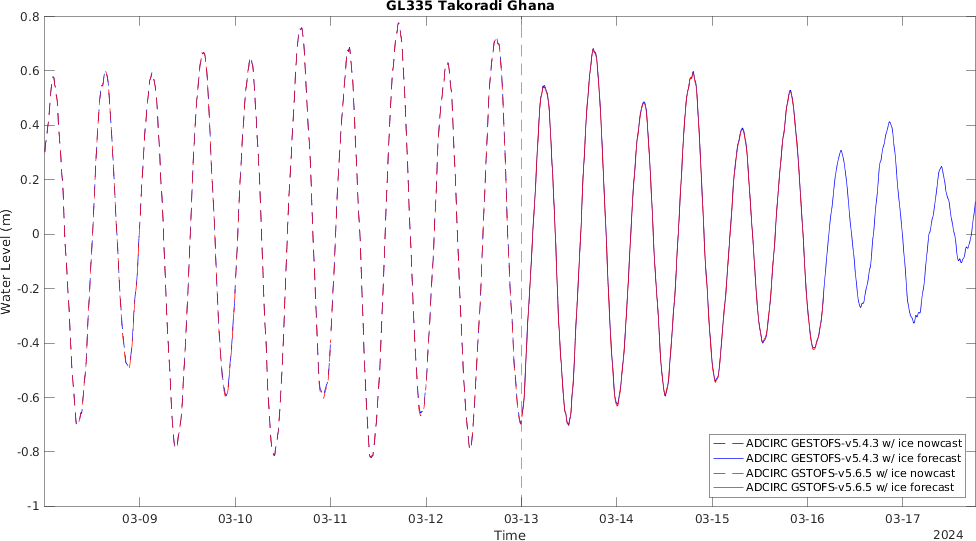 GL335 Takoradi Ghana
0.8
0.6
0.4
0.2
0
-0.2
-0.4
-0.6
-0.8
-1
Water Level (m)
ADCIRC GESTOFS-v5.4.3 w/ ice nowcast
ADCIRC GESTOFS-v5.4.3 w/ ice forecast
ADCIRC GSTOFS-v5.6.5 w/ ice nowcast
ADCIRC GSTOFS-v5.6.5 w/ ice forecast
03-09 03-10 03-11 03-12 03-13 03-14 03-15 03-16 03-17
Time
2024